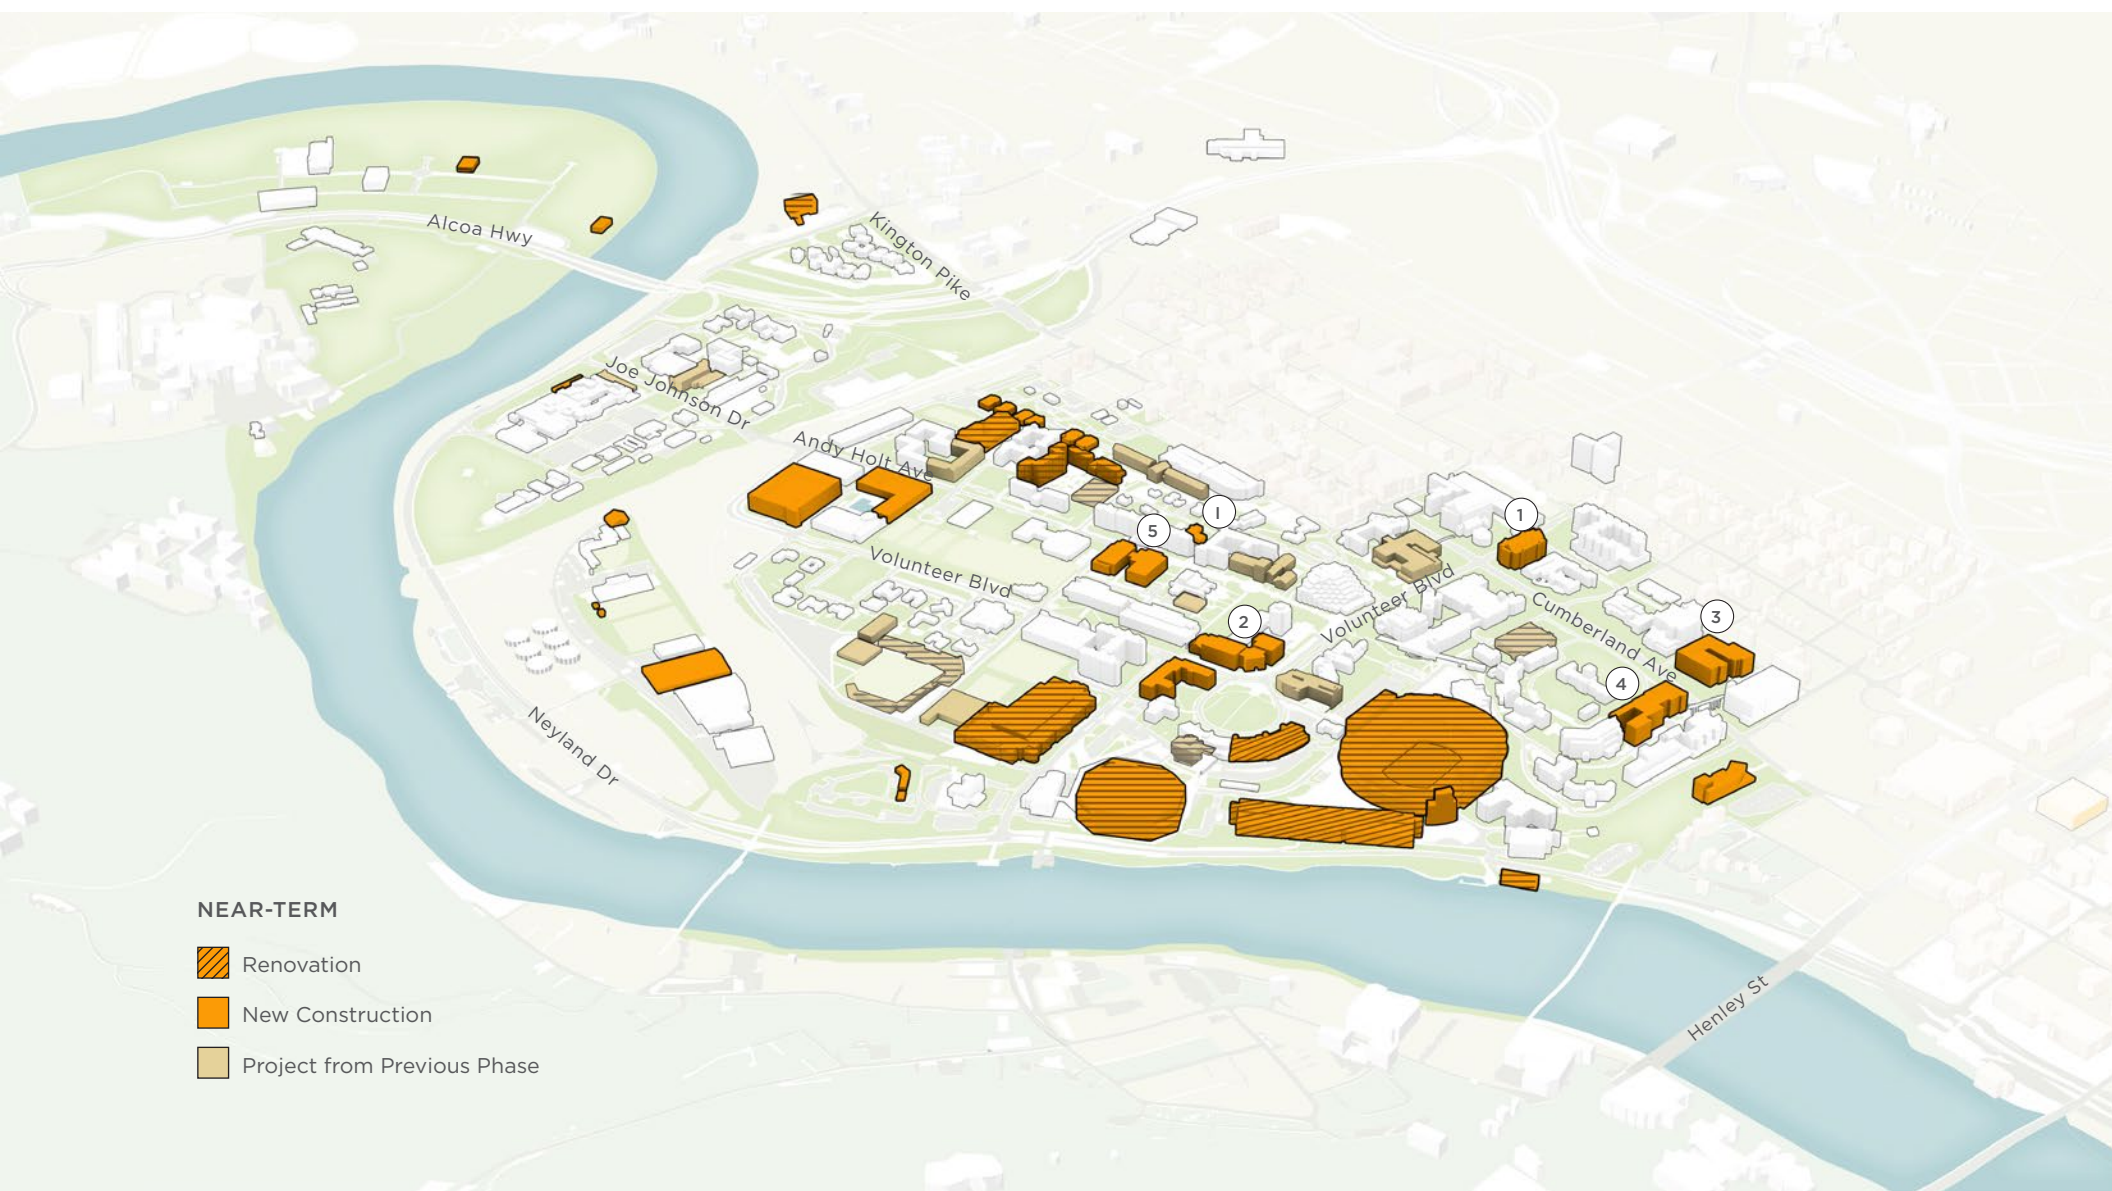 Alcoa Hwy
Kington Pike
Joe Johnson Dr
Andy Holt Ave
I
1
5
Volunteer Blvd
Volunteer Blvd
Cumberland Ave
2
3
4
Neyland Dr
NEAR-TERM
Renovation
New Construction
Project from Previous Phase
Henley St